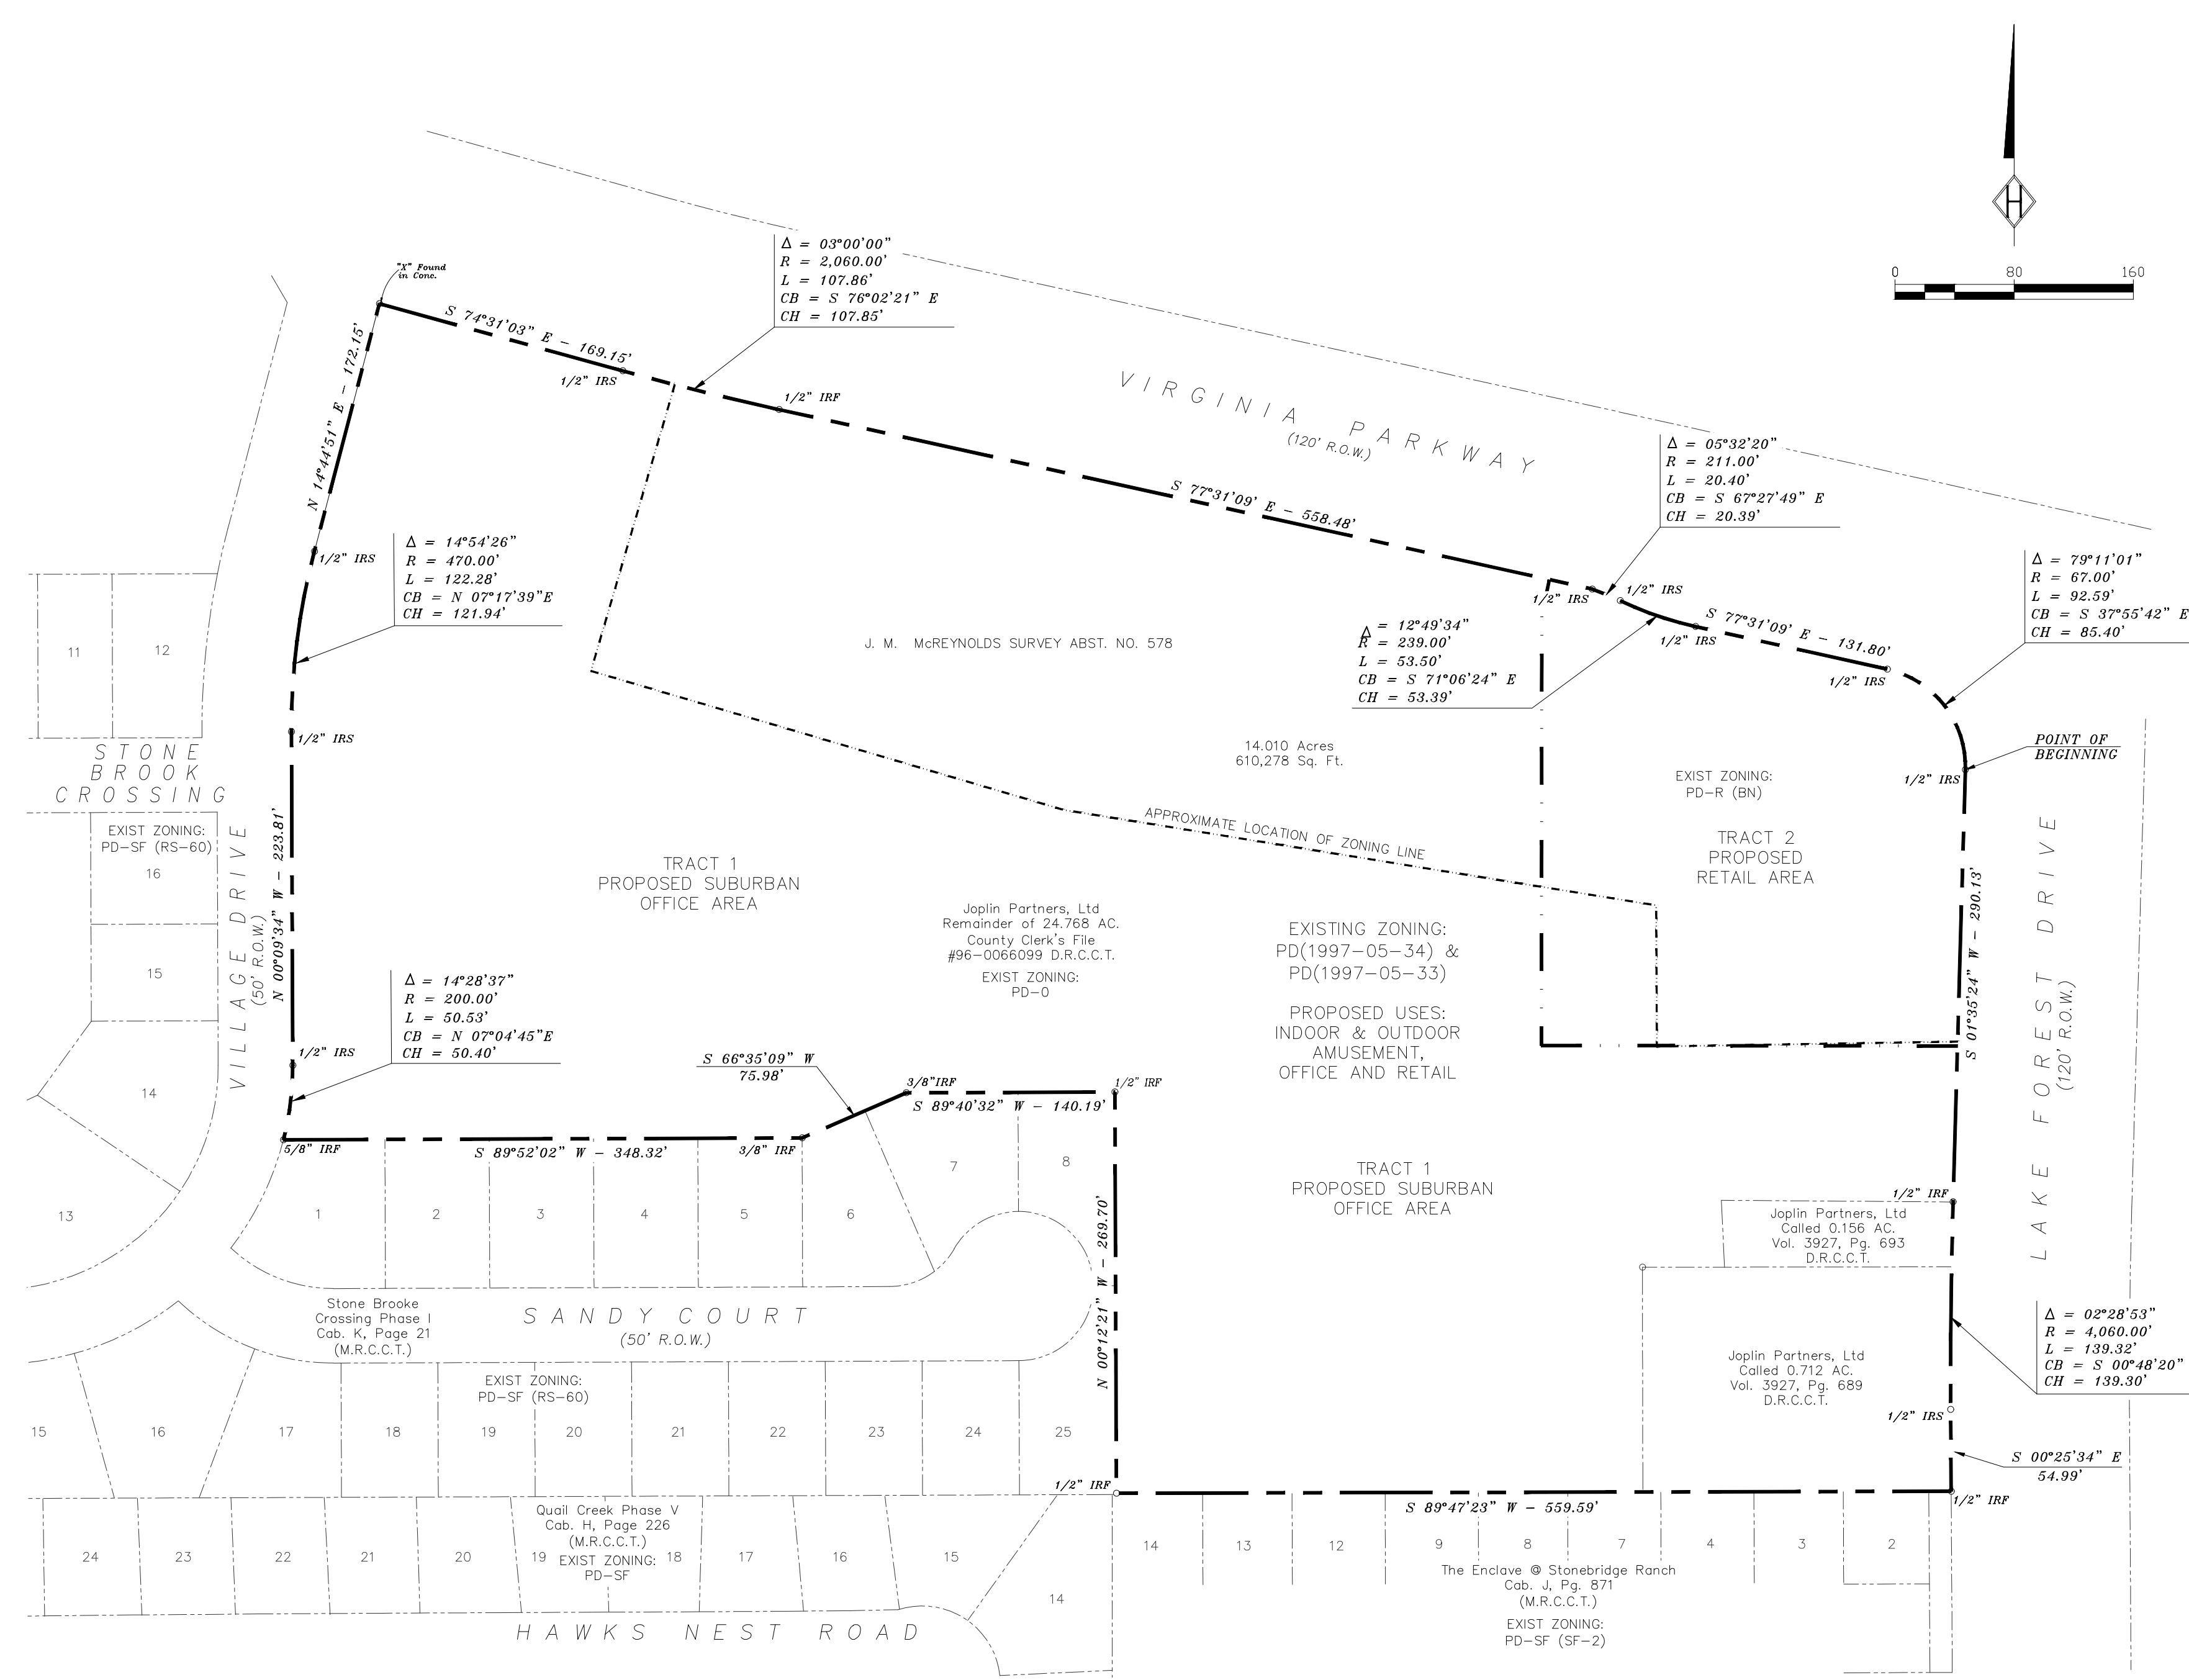 H
0 80 160
"X" Found
in Conc.
Δ = 03°00'00"
R = 2,060.00'
L = 107.86'
CB = S 76°02'21" E
CH = 107.85'
S 74°31'03" E - 169.15'
1/2" IRS
1/2" IRF
N 14°44'51" E - 172.15'
1/2" IRS
VIRGINIA PARKWAY
(120' R.O.W.)
S 77°31'09' E - 558.48'
Δ = 05°32'20"
R = 211.00'
L = 20.40'
CB = S 67°27'49" E
CH = 20.39'
1/2" IRS
1/2" IRS
1/2" IRS
S 77°31'09' E - 131.80'
1/2" IRS
Δ = 79°11'01"
R = 67.00'
L = 92.59'
CB = S 37°55'42" E
CH = 85.40'
Δ = 12°49'34"
R = 239.00'
L = 53.50'
CB = S 71°06'24" E
CH = 53.39'
Δ = 14°54'26"
R = 470.00'
L = 122.28'
CB = N 07°17'39"E
CH = 121.94'
J. M. McREYNOLDS SURVEY ABST. NO. 578
11
12
1/2" IRS
STONE
BROOK
CROSSING
14.010 Acres
610,278 Sq. Ft.
POINT OF
BEGINNING
1/2" IRS
EXIST ZONING:
PD-R (BN)
TRACT 2
PROPOSED
RETAIL AREA
APPROXIMATE LOCATION OF ZONING LINE
EXIST ZONING:
PD-SF (RS-60)
16
15
14
13
VILLAGE DRIVE
(50' R.O.W.)
N 00°09'34" W - 223.81'
TRACT 1
PROPOSED SUBURBAN
OFFICE AREA
Joplin Partners, Ltd
Remainder of 24.768 AC.
County Clerk's File
#96-0066099 D.R.C.C.T.
EXIST ZONING:
PD-O
EXISTING ZONING:
PD(1997-05-34) &
PD(1997-05-33)
PROPOSED USES:
INDOOR & OUTDOOR
AMUSEMENT,
OFFICE AND RETAIL
S 01°35'24" W - 290.13'
LAKE FOREST DRIVE
(120' R.O.W.)
Δ = 14°28'37"
R = 200.00'
L = 50.53'
CB = N 07°04'45"E
CH = 50.40'
1/2" IRS
S 66°35'09" W
75.98'
3/8"IRF
1/2" IRF
S 89°40'32" W - 140.19'
5/8" IRF
S 89°52'02" W - 348.32'
3/8" IRF
1
2
3
4
5
6
7
8
N 00°12'21" W - 269.70'
TRACT 1
PROPOSED SUBURBAN
OFFICE AREA
1/2" IRF
Joplin Partners, Ltd
Called 0.156 AC.
Vol. 3927, Pg. 693
D.R.C.C.T.
Stone Brooke
Crossing Phase I
Cab. K, Page 21
(M.R.C.C.T.)
SANDY COURT
(50' R.O.W.)
Joplin Partners, Ltd
Called 0.712 AC.
Vol. 3927, Pg. 689
D.R.C.C.T.
Δ = 02°28'53"
R = 4,060.00'
L = 139.32'
CB = S 00°48'20"
CH = 139.30'
1/2" IRS
S 00°25'34" E
54.99'
EXIST ZONING:
PD-SF (RS-60)
15
16
17
18
19
20
21
22
23
24
25
1/2" IRF
S 89°47'23" W - 559.59'
1/2" IRF
Quail Creek Phase V
Cab. H, Page 226
(M.R.C.C.T.)
EXIST ZONING:
PD-SF
24
23
22
21
20
19
18
17
16
15
14
14
13
12
9
8
7
4
3
2
The Enclave @ Stonebridge Ranch
Cab. J, Pg. 871
(M.R.C.C.T.)
EXIST ZONING:
PD-SF (SF-2)
HAWKS NEST ROAD